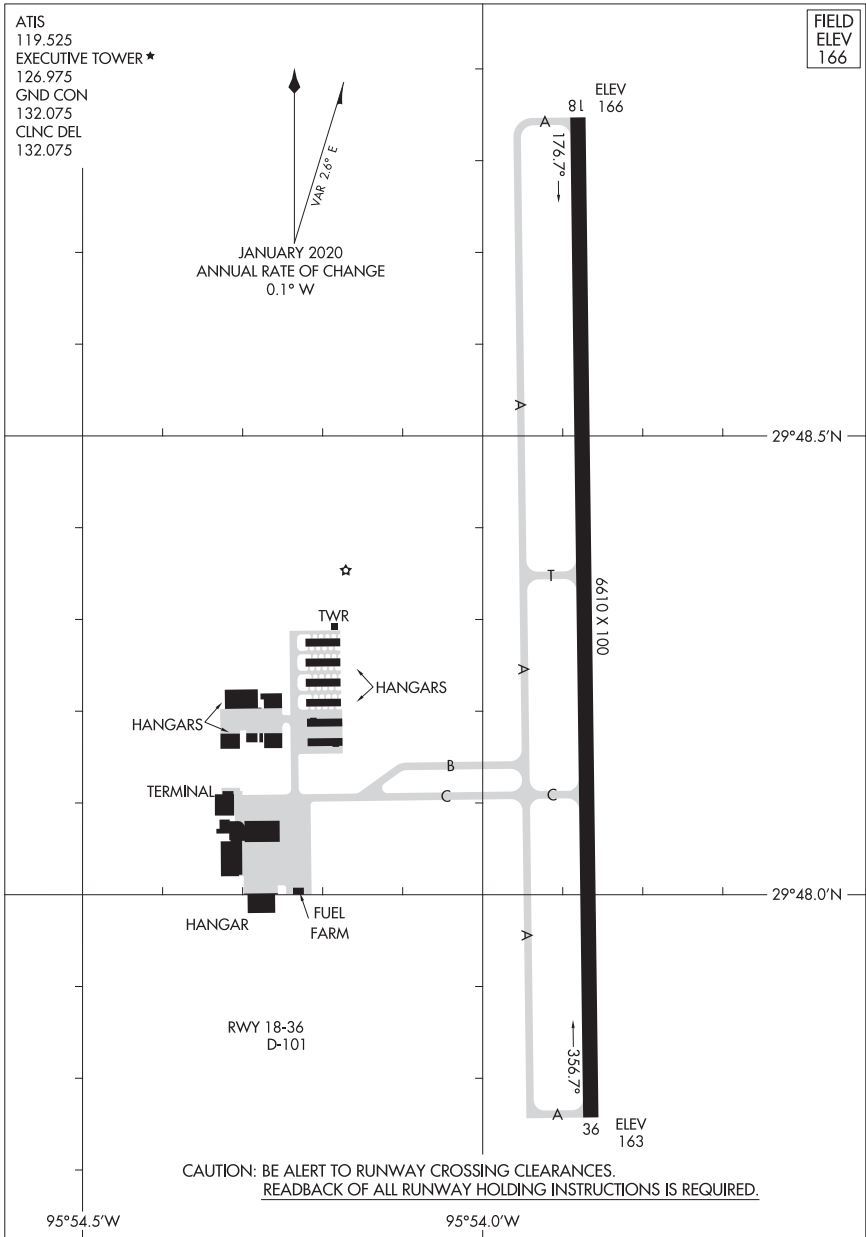 ATIS
119.525
EXECUTIVE TOWER ★
126.975
GND CON
132.075
CLNC DEL
132.075
FIELD
ELEV
166
VAR 2.6° E
JANUARY 2020
ANNUAL RATE OF CHANGE
0.1° W
18
ELEV
166
A
176.7°
A
29°48.5'N
T
6610 X 100
TWR
A
HANGARS
HANGARS
B
TERMINAL
C
C
29°48.0'N
HANGAR
FUEL
FARM
A
RWY 18-36
D-101
356.7°
A
36
ELEV
163
CAUTION: BE ALERT TO RUNWAY CROSSING CLEARANCES.
READBACK OF ALL RUNWAY HOLDING INSTRUCTIONS IS REQUIRED.
95°54.5'W
95°54.0'W